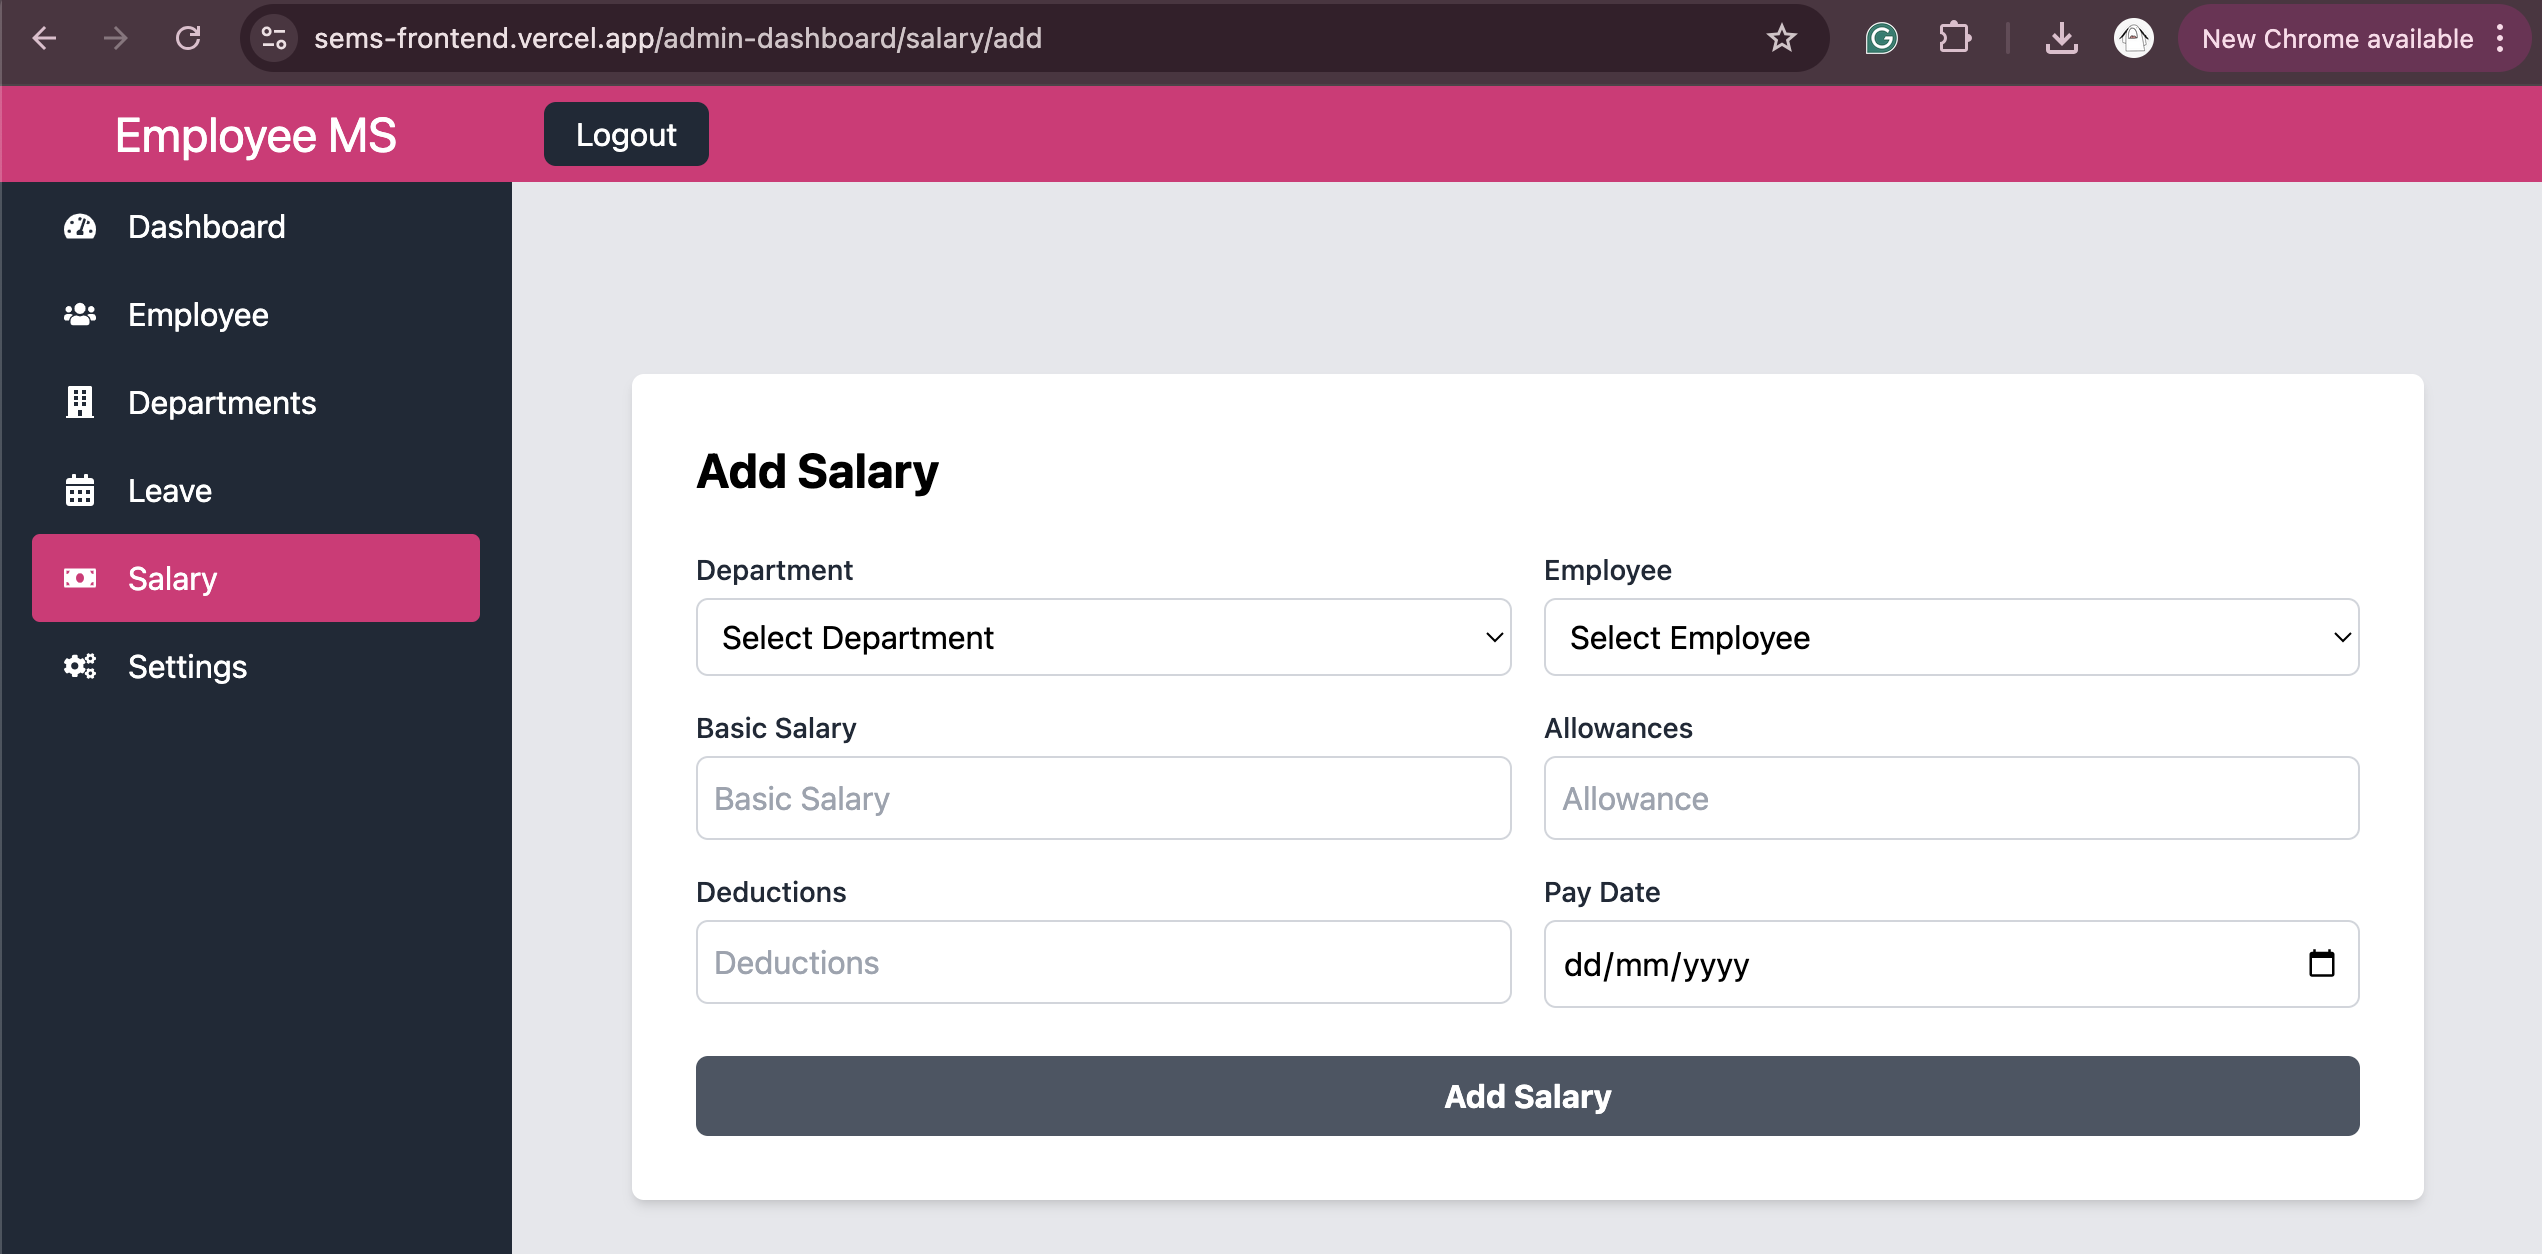 sems-frontend.vercel.app/admin-dashboard/salary/add
New Chrome available
Employee MS
Logout
Dashboard
Employee
Departments
Leave
Salary
Settings
Add Salary
Department
Employee
Select Department
Select Employee
Basic Salary
Allowances
Basic Salary
Allowance
Deductions
Pay Date
Deductions
dd/mm/yyyy
Add Salary